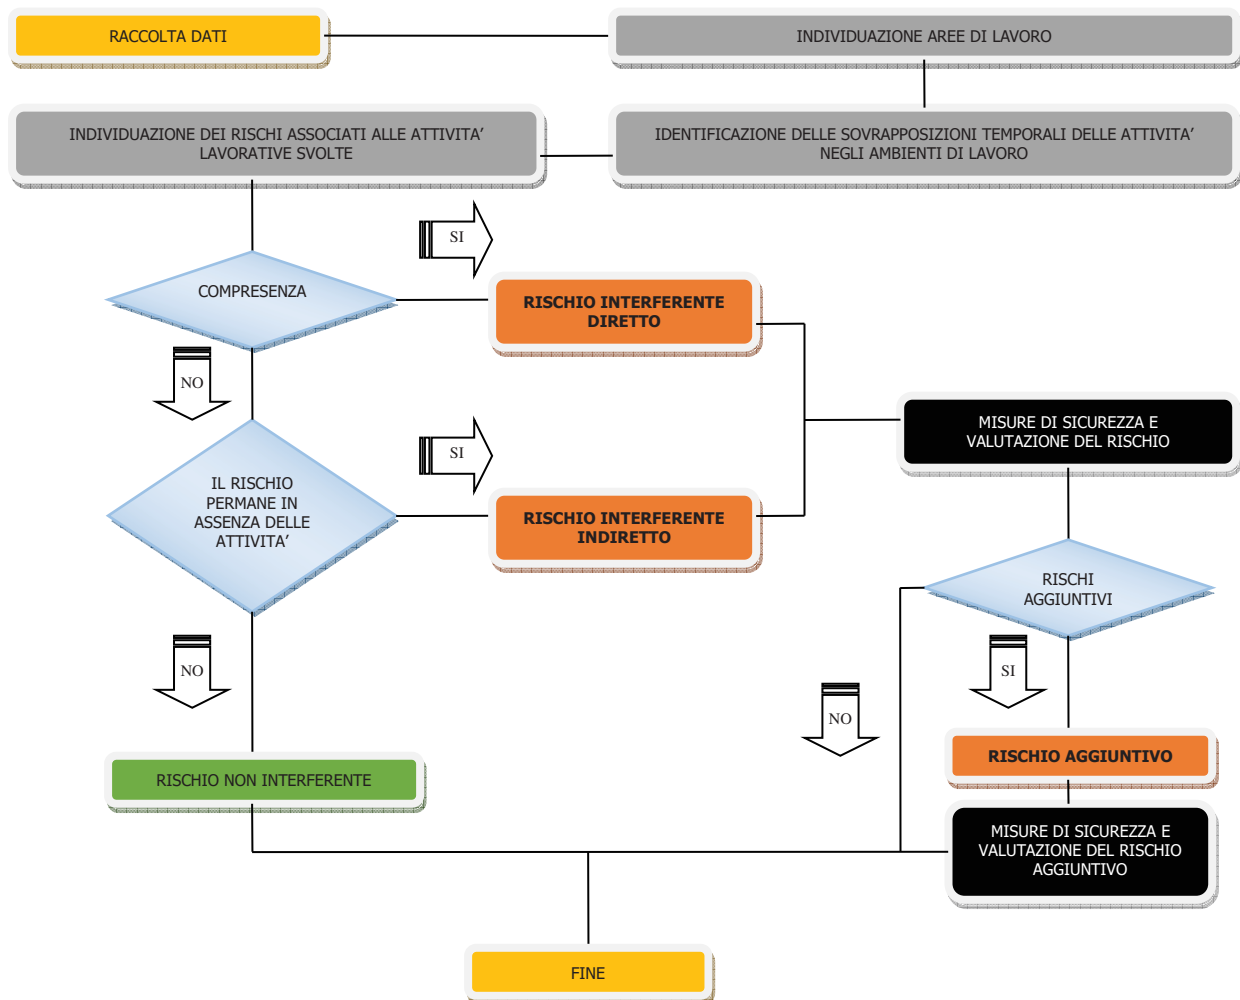 RACCOLTA DATI
INDIVIDUAZIONE AREE DI LAVORO
INDIVIDUAZIONE DEI RISCHI ASSOCIATI ALLE ATTIVITA’
LAVORATIVE SVOLTE
IDENTIFICAZIONE DELLE SOVRAPPOSIZIONI TEMPORALI DELLE ATTIVITA’
NEGLI AMBIENTI DI LAVORO
SI
COMPRESENZA
RISCHIO INTERFERENTE
DIRETTO
NO
MISURE DI SICUREZZA E
VALUTAZIONE DEL RISCHIO
SI
IL RISCHIO
PERMANE IN
ASSENZA DELLE
ATTIVITA’
RISCHIO INTERFERENTE
INDIRETTO
RISCHI
AGGIUNTIVI
NO
SI
NO
RISCHIO NON INTERFERENTE
RISCHIO AGGIUNTIVO
MISURE DI SICUREZZA E
VALUTAZIONE DEL RISCHIO
AGGIUNTIVO
FINE